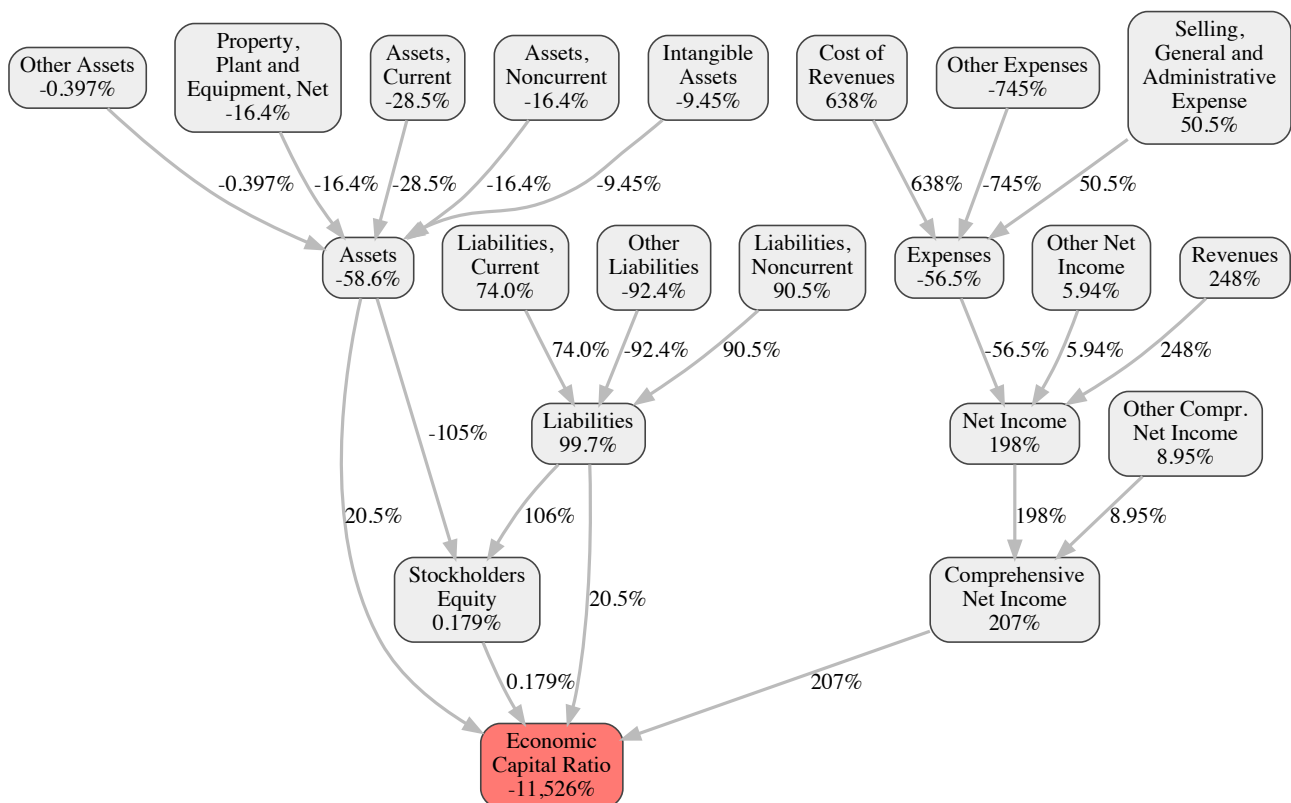 Other Assets
-0.397%
Property,
Plant and
Equipment, Net
-16.4%
Assets,
Current
-28.5%
Assets,
Noncurrent
-16.4%
Intangible
Assets
-9.45%
Cost of
Revenues
638%
Other Expenses
-745%
Selling,
General and
Administrative
Expense
50.5%
-0.397%
-16.4%
-28.5%
-16.4%
-9.45%
638%
-745%
50.5%
Assets
-58.6%
Liabilities,
Current
74.0%
Other
Liabilities
-92.4%
Liabilities,
Noncurrent
90.5%
Expenses
-56.5%
Other Net
Income
5.94%
Revenues
248%
74.0%
-92.4%
90.5%
-56.5%
5.94%
248%
-105%
Liabilities
99.7%
Net Income
198%
Other Compr.
Net Income
8.95%
20.5%
106%
198%
8.95%
Stockholders
Equity
0.179%
20.5%
Comprehensive
Net Income
207%
0.179%
207%
Economic
Capital Ratio
-11,526%